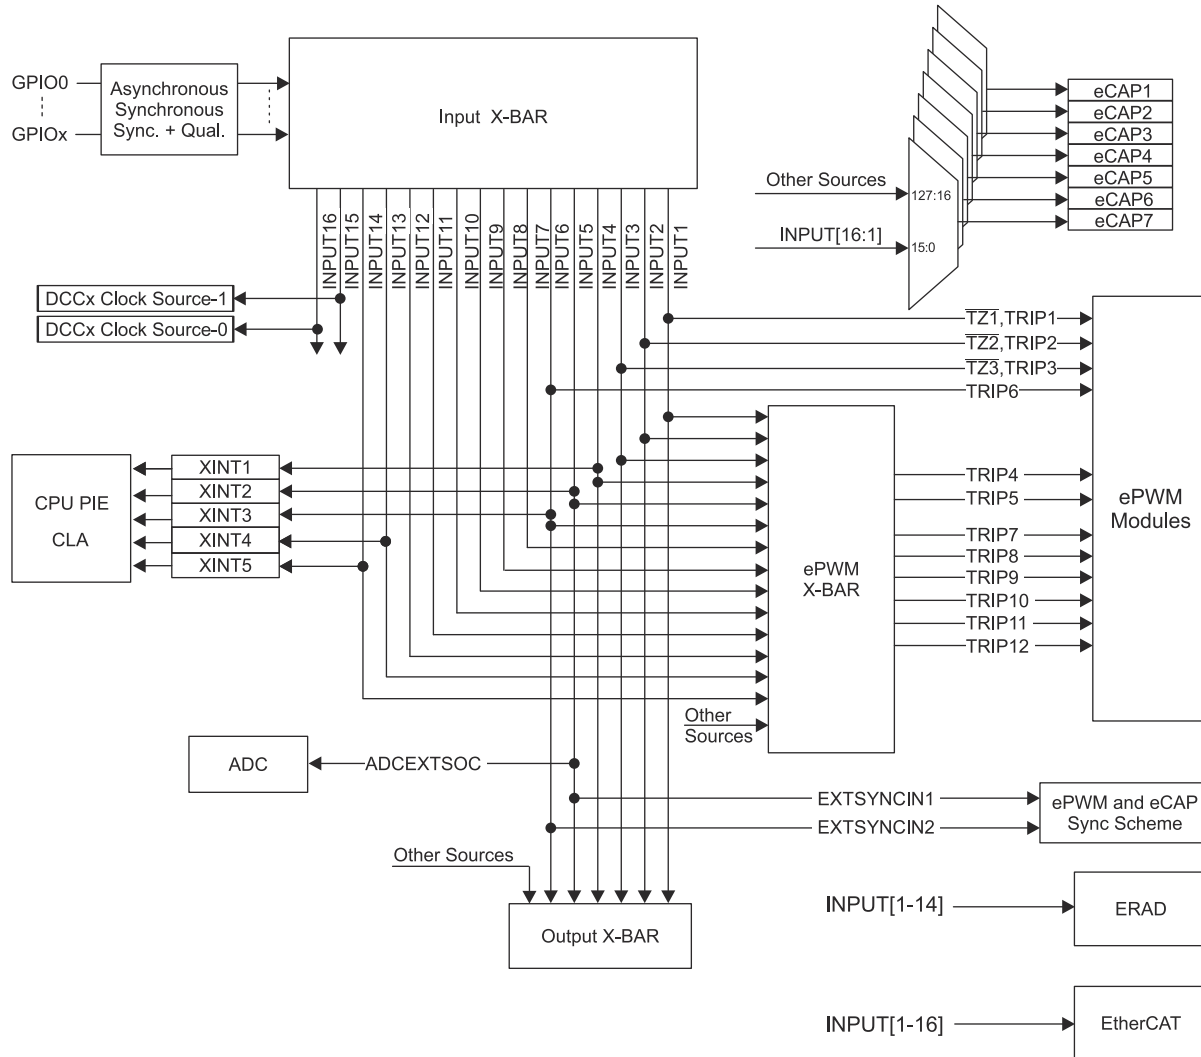 GPIO0
GPIOx
Asynchronous
Synchronous
Sync. + Qual.
Input X-BAR
INPUT16
INPUT15
INPUT14
INPUT13
INPUT12
INPUT11
INPUT10
INPUT9
INPUT8
INPUT7
INPUT6
INPUT5
INPUT4
INPUT3
INPUT2
INPUT1
Other Sources
INPUT[16:1]
127:16
15:0
eCAP1
eCAP2
eCAP3
eCAP4
eCAP5
eCAP6
eCAP7
DCCx Clock Source-1
DCCx Clock Source-0
TZ1,TRIP1
TZ2,TRIP2
TZ3,TRIP3
TRIP6
CPU PIE
CLA
XINT1
XINT2
XINT3
XINT4
XINT5
ePWM
X-BAR
TRIP4
TRIP5
TRIP7
TRIP8
TRIP9
TRIP10
TRIP11
TRIP12
ePWM
Modules
Other
Sources
ADC
ADCEXTSOC
EXTSYNCIN1
EXTSYNCIN2
ePWM and eCAP
Sync Scheme
Other Sources
Output X-BAR
INPUT[1-14]
ERAD
INPUT[1-16]
EtherCAT